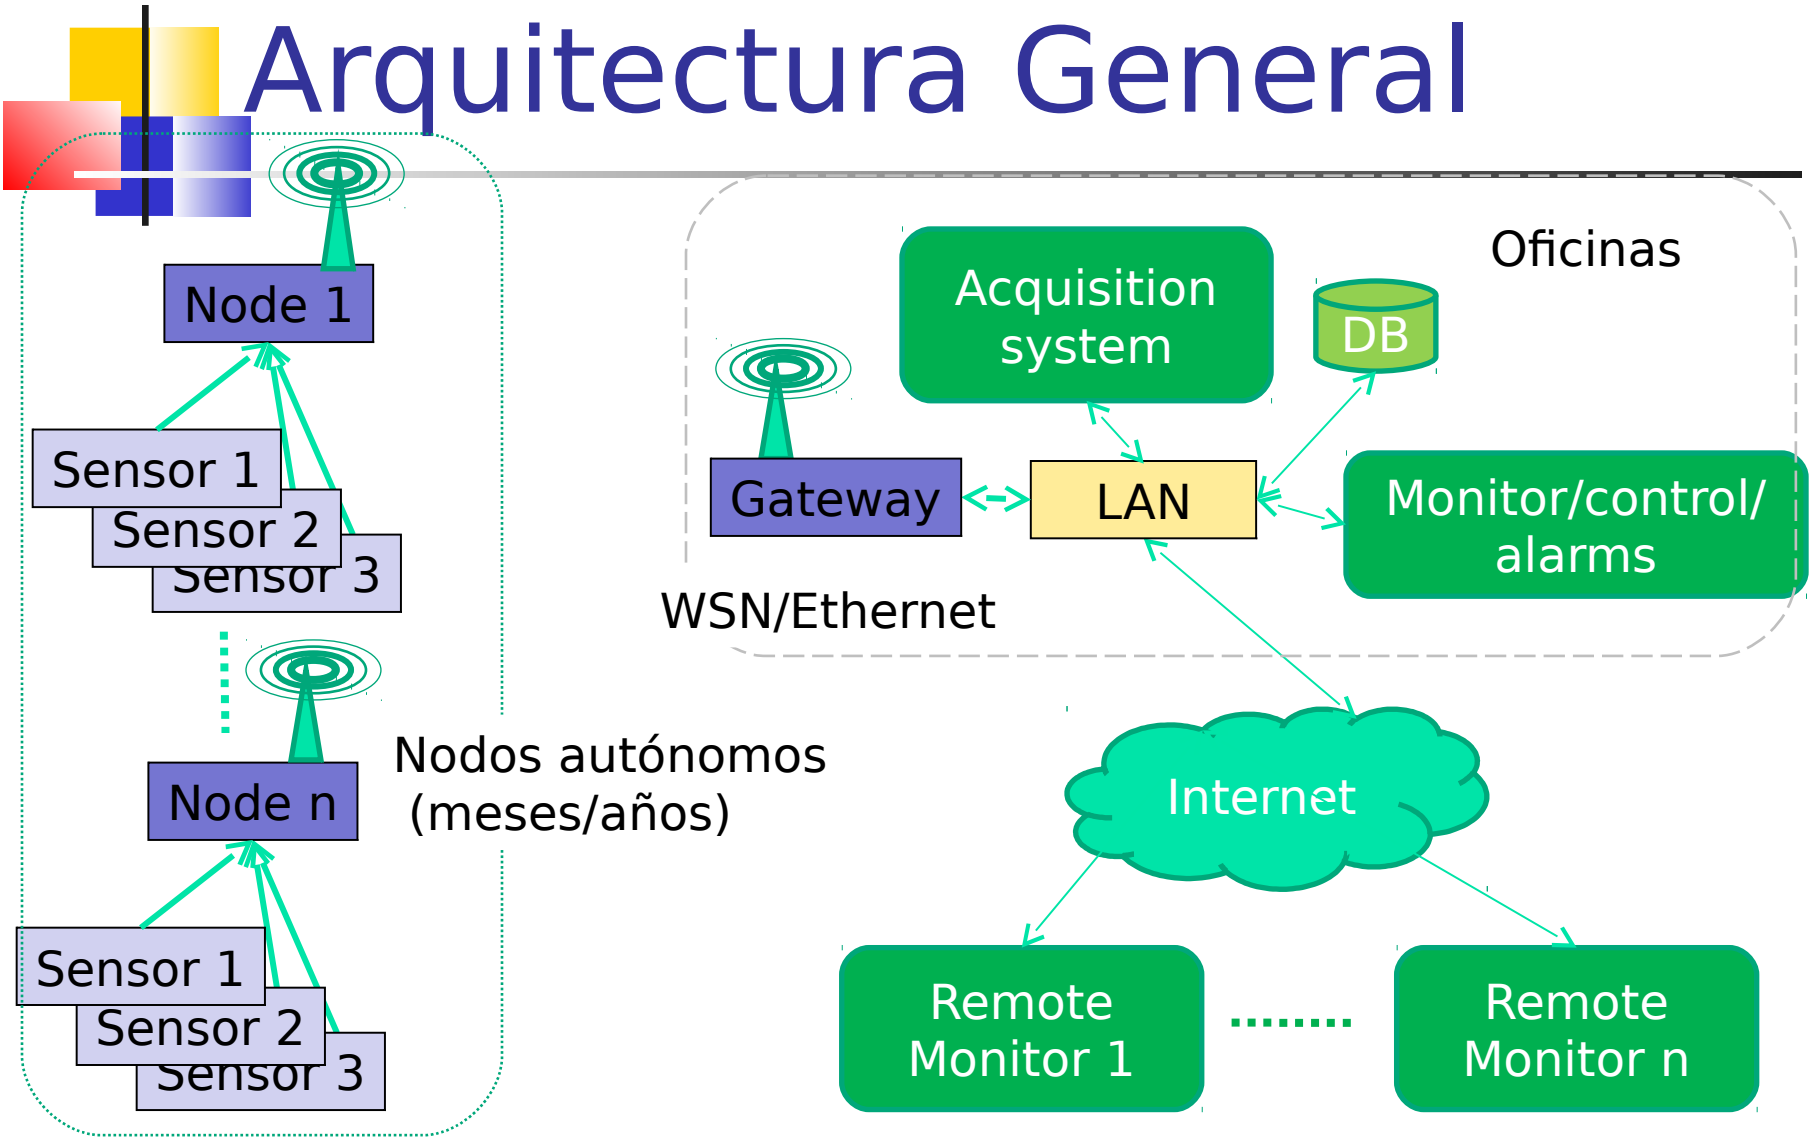 Arquitectura General
Node 1
Sensor 1
Sensor 2
Sensor 3
Node n
Sensor 1
Sensor 2
Sensor 3
Nodos autónomos
(meses/años)
Oficinas
Acquisition
system
DB
Gateway
LAN
Monitor/control/
alarms
WSN/Ethernet
Internet
Remote
Monitor 1
Remote
Monitor n